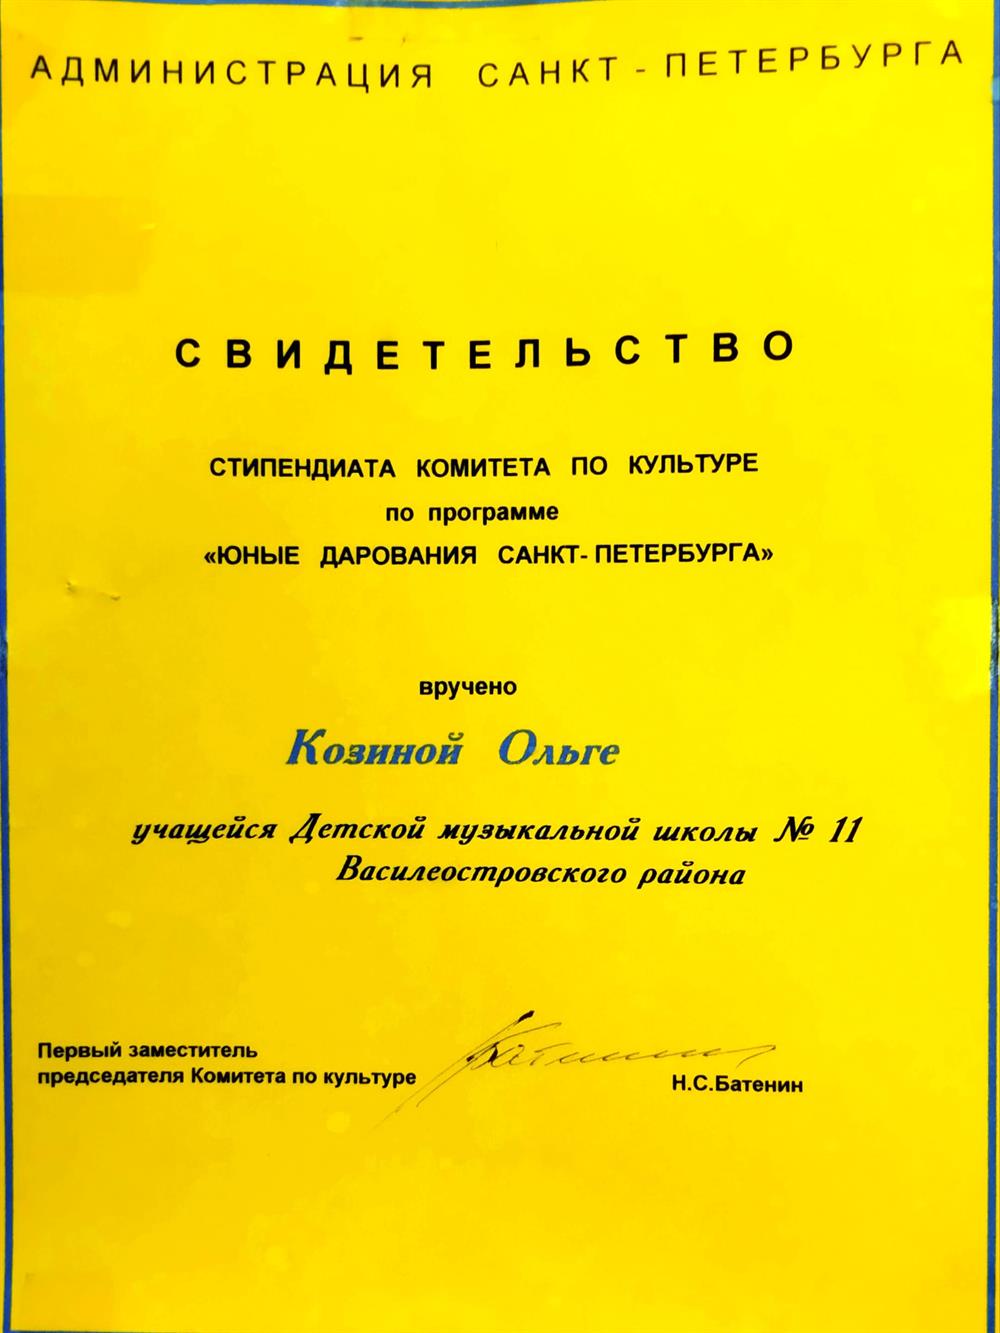 АДМИНИСТРАЦИЯ САНКТ - ПЕТЕРБУРГА
СВИДЕТЕЛЬСТВО
СТИПЕНДИАТА КОМИТЕТА ПО КУЛЬТУРЕ
по программе
«ЮНЫЕ ДАРОВАНИЯ САНКТ- ПЕТЕРБУРГА»
вручено
Козиной Ольге
учащейся Детской музыкальной школы № 11
Василеостровского района
Первый заместитель
председателя Комитета по культуре
Н.С.Батенин